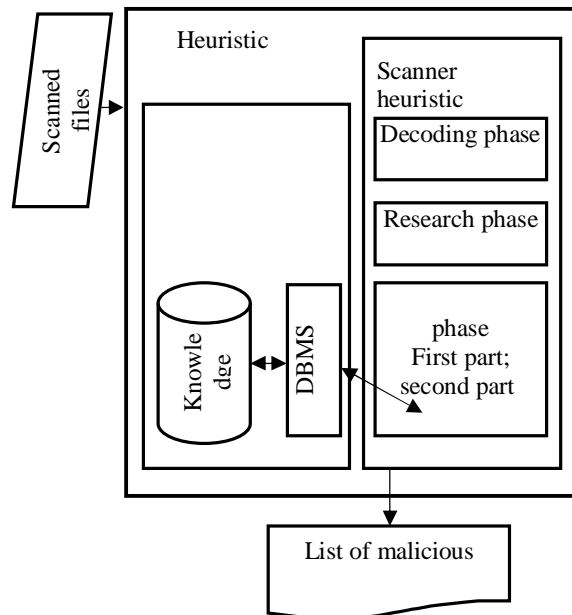 Scanned
files
Heuristic
Scanner
heuristic
Decoding phase
Research phase
phase
First part;
second part
Knowle
dge
DBMS
List of malicious